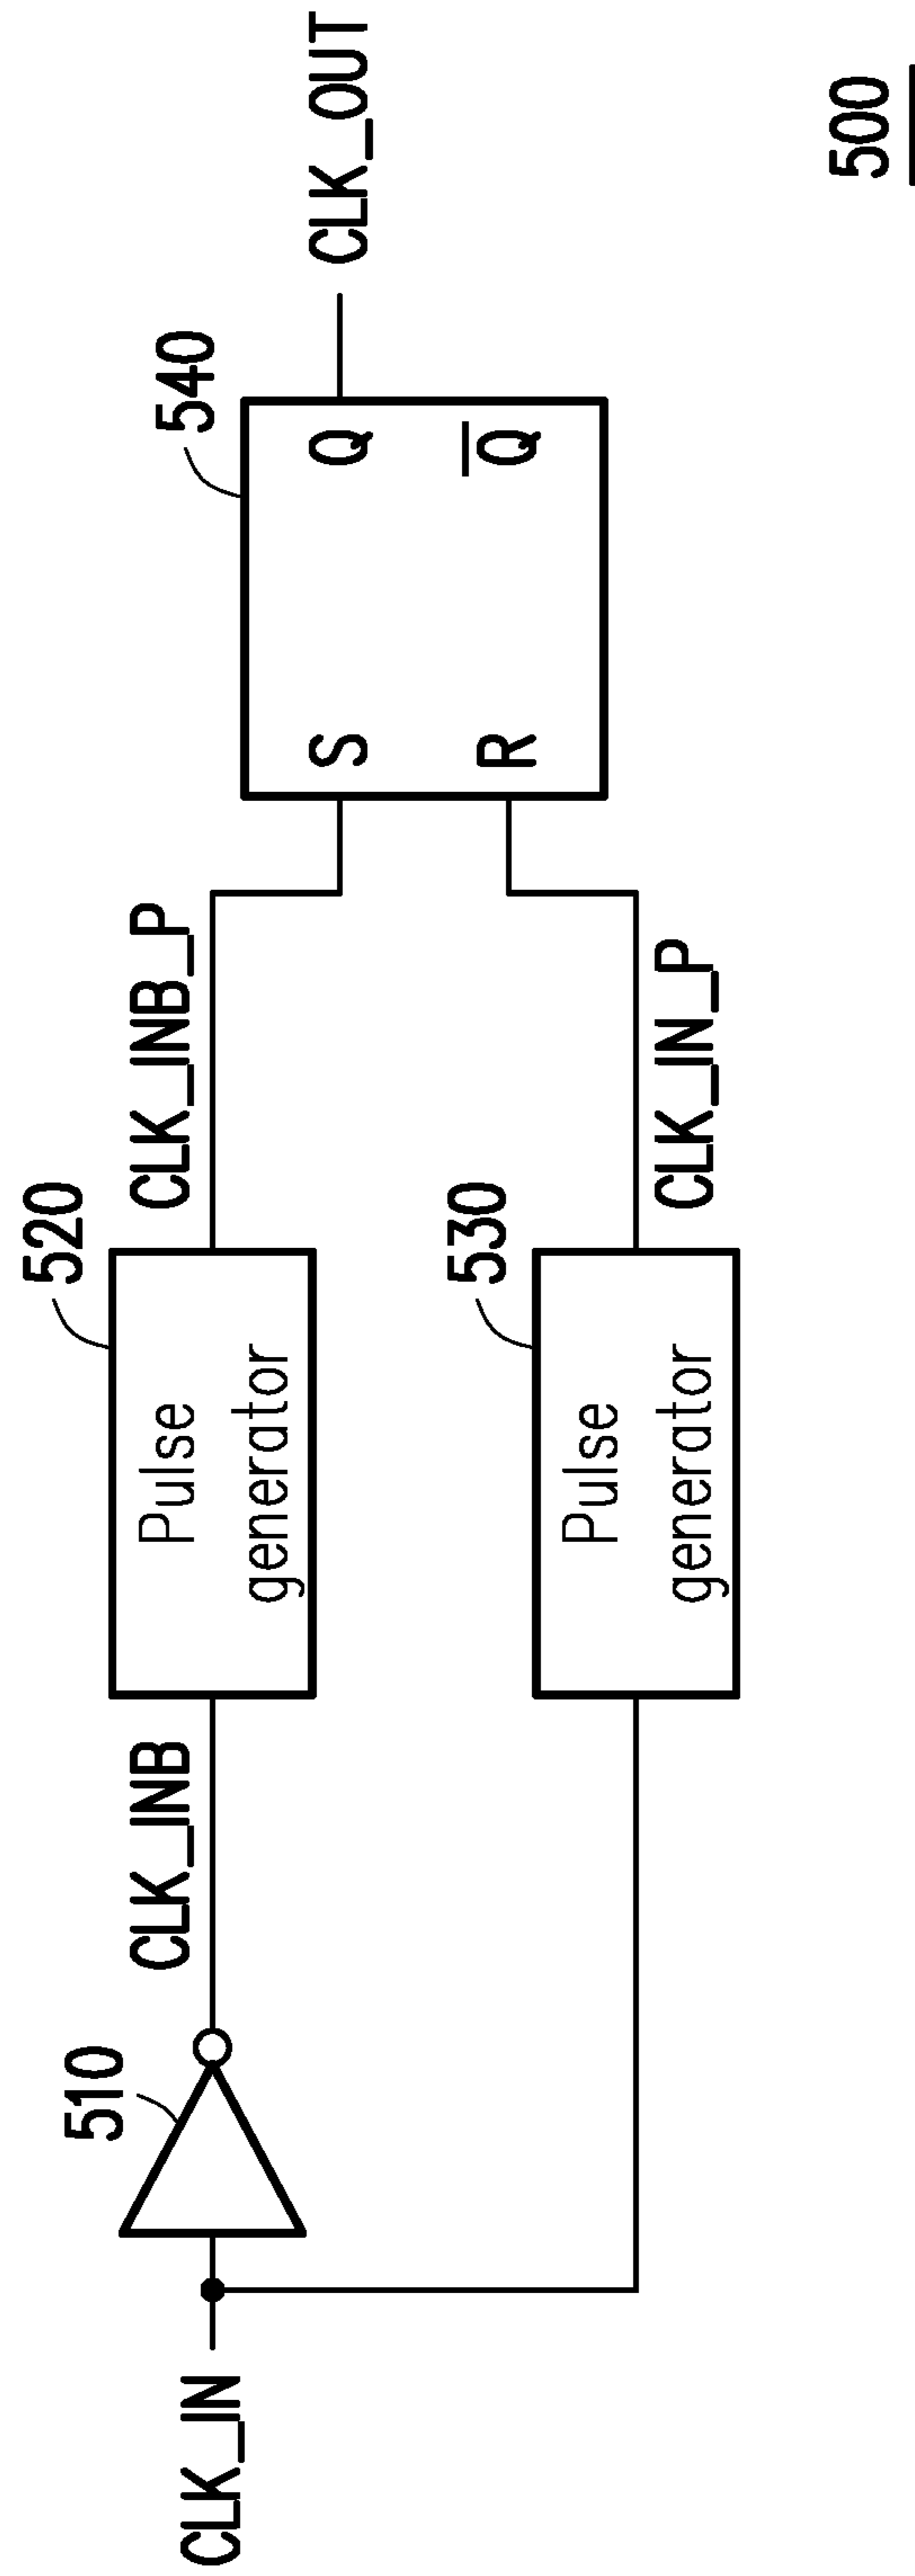 CLK_IN
510
CLK_INB
520
Pulse
generator
CLK_INB_P
530
Pulse
generator
CLK_IN_P
540
S
Q
R
Q̅
CLK_OUT
500